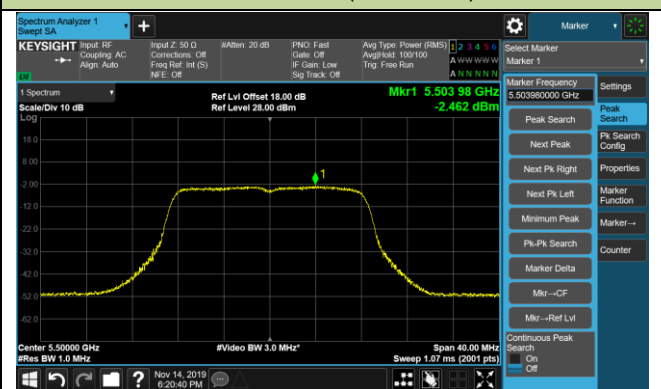 Spectrum Analyzer 1
Swept SA
Marker
KEYSIGHT
Input: RF
Coupling: AC
Align: Auto
Input Z: 50 Ω
Corrections: Off
Freq Ref: Int (S)
NFE: Off
#Atten: 20 dB
PNO: Fast
Gate: Off
IF Gain: Low
Sig Track: Off
Avg Type: Power (RMS)
Avg|Hold: 100/100
Trig: Free Run
1 2 3 4 5 6
A W W W W W
A N N N N N
Select Marker
Marker 1
1 Spectrum
Scale/Div 10 dB
Log
Ref Lvl Offset 18.00 dB
Ref Level 28.00 dBm
Mkr1 5.503 98 GHz
-2.462 dBm
18.0
8.00
-2.00
-12.0
-22.0
-32.0
-42.0
-52.0
-62.0
1
Center 5.50000 GHz
#Res BW 1.0 MHz
#Video BW 3.0 MHz*
Span 40.00 MHz
Sweep 1.07 ms (2001 pts)
Marker Frequency
5.503980000 GHz
Peak Search
Next Peak
Next Pk Right
Next Pk Left
Minimum Peak
Pk-Pk Search
Marker Delta
Mkr→CF
Mkr→Ref Lvl
Continuous Peak
Search
On
Off
Settings
Peak
Search
Pk Search
Config
Properties
Marker
Function
Marker→
Counter
Nov 14, 2019
6:20:40 PM